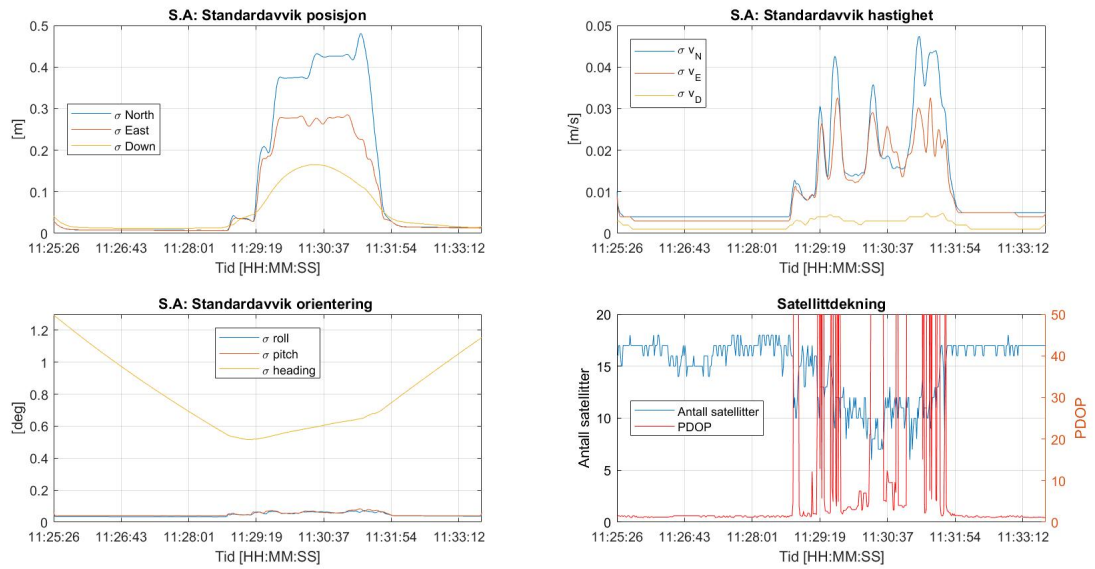 S.A: Standardavvik posisjon
0.5
0.4
0.3
0.2
0.1
0
[m]
σ North
σ East
σ Down
11:25:26 11:26:43 11:28:01 11:29:19 11:30:37 11:31:54 11:33:12
Tid [HH:MM:SS]
S.A: Standardavvik hastighet
0.05
0.04
0.03
0.02
0.01
0
[m/s]
σ v_N
σ v_E
σ v_D
11:25:26 11:26:43 11:28:01 11:29:19 11:30:37 11:31:54 11:33:12
Tid [HH:MM:SS]
S.A: Standardavvik orientering
1.2
1
0.8
0.6
0.4
0.2
0
[deg]
σ roll
σ pitch
σ heading
11:25:26 11:26:43 11:28:01 11:29:19 11:30:37 11:31:54 11:33:12
Tid [HH:MM:SS]
Satellittdekning
20
15
10
5
0
Antall satellitter
Antall satellitter
PDOP
50
40
30
20
10
0
PDOP
11:25:26 11:26:43 11:28:01 11:29:19 11:30:37 11:31:54 11:33:12
Tid [HH:MM:SS]